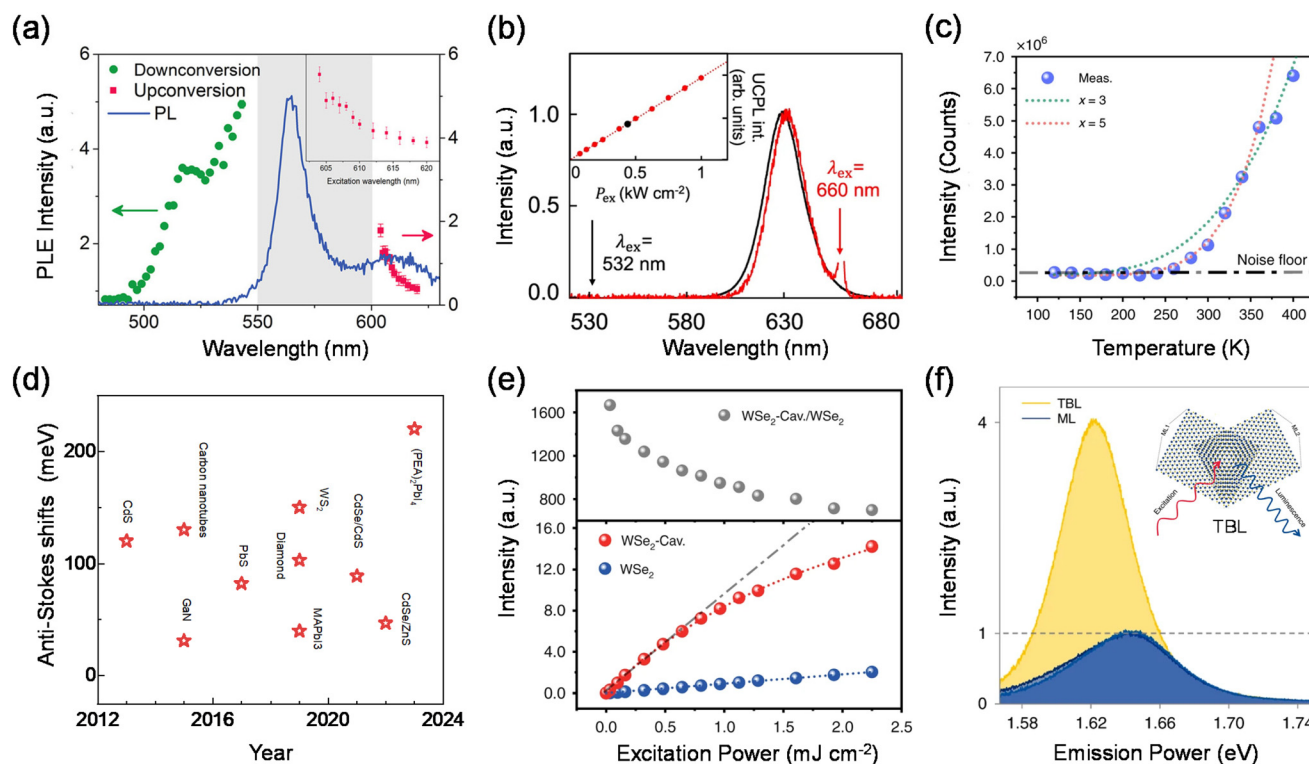 (a)
6
4
2
PLE Intensity (a.u.)
Downconversion
Upconversion
PL
605 610 615 620
Excitation wavelength (nm)
6
5
4
3
2
1
0
500 550 600
Wavelength (nm)
(b)
Intensity (a.u.)
1.0
0.5
0.0
UCPL int.
(arb. units)
0 0.5 1
Pex (kW cm-2)
λex=
532 nm
λex=
660 nm
530 580 630 680
Wavelength (nm)
(c)
×10⁶
7.0
6.0
5.0
4.0
3.0
2.0
1.0
0.0
Intensity (Counts)
Meas.
x = 3
x = 5
Noise floor
100 150 200 250 300 350 400
Temperature (K)
(d)
Anti-Stokes shifts (meV)
200
100
0
CdS
Carbon nanotubes
GaN
PbS
Diamond
WS2
MAPbI3
CdSe/CdS
CdSe/ZnS
(PEA)2PbI4
2012 2016 2020 2024
Year
(e)
Intensity (a.u.)
1600
1200
800
WSe2-Cav./WSe2
16.0
12.0
8.0
4.0
0.0
WSe2-Cav.
WSe2
0.0 0.5 1.0 1.5 2.0 2.5
Excitation Power (mJ cm-2)
(f)
TBL
ML
4
1
0
Intensity (a.u.)
ML1
ML2
Excitation
Luminescence
TBL
1.58 1.62 1.66 1.70 1.74
Emission Power (eV)